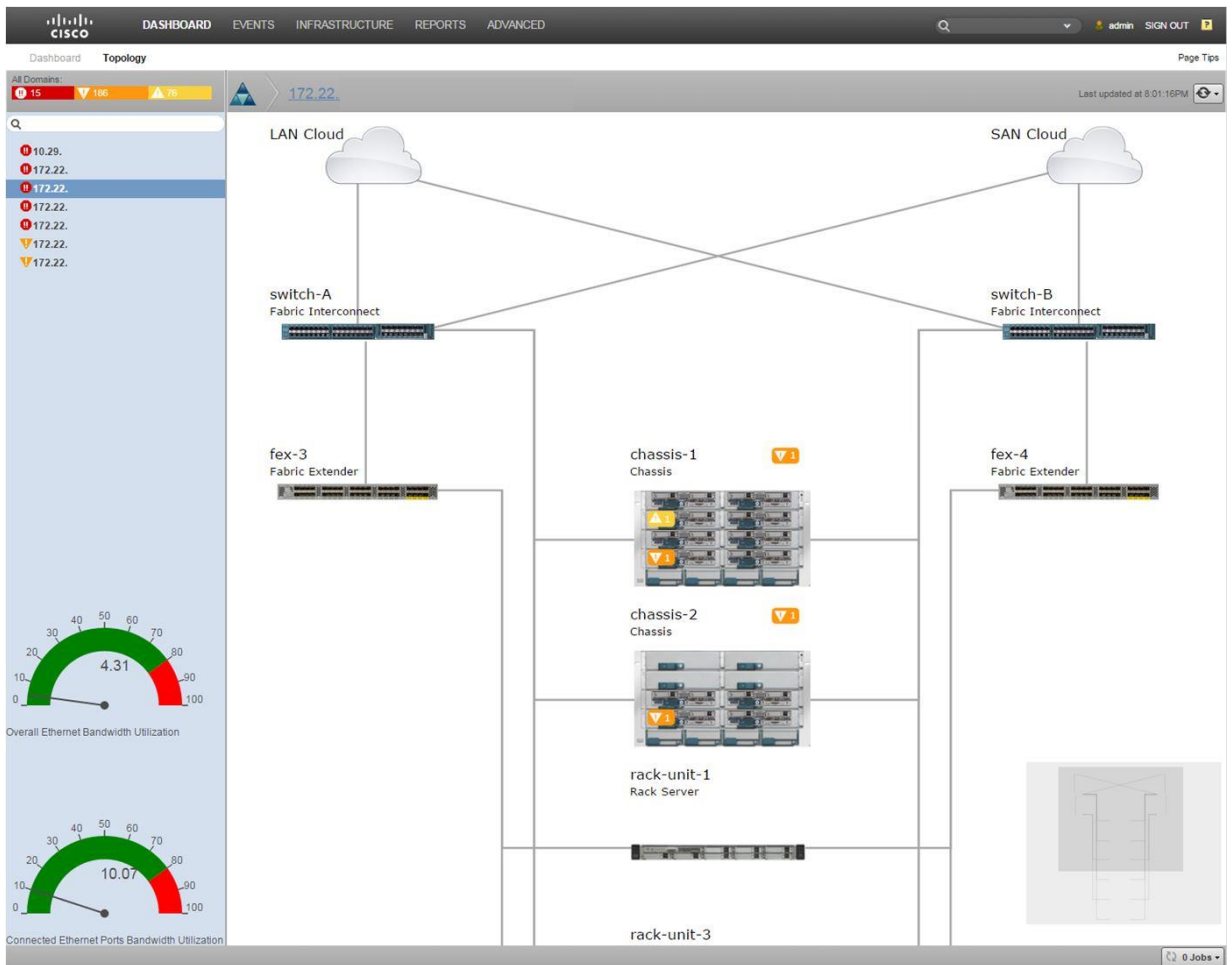 CISCO DASHBOARD EVENTS INFRASTRUCTURE REPORTS ADVANCED admin SIGN OUT ?
Dashboard Topology Page Tips
All Domains:
15 186 76
172.22. Last updated at 8:01:16PM
10.29.
172.22.
172.22.
172.22.
172.22.
172.22.
172.22.
LAN Cloud
SAN Cloud
switch-A
Fabric Interconnect
switch-B
Fabric Interconnect
fex-3
Fabric Extender
chassis-1 1
Chassis
1
1
fex-4
Fabric Extender
chassis-2 1
Chassis
1
rack-unit-1
Rack Server
rack-unit-3
0 10 20 30 40 50 60 70 80 90 100
4.31
Overall Ethernet Bandwidth Utilization
0 10 20 30 40 50 60 70 80 90 100
10.07
Connected Ethernet Ports Bandwidth Utilization
0 Jobs